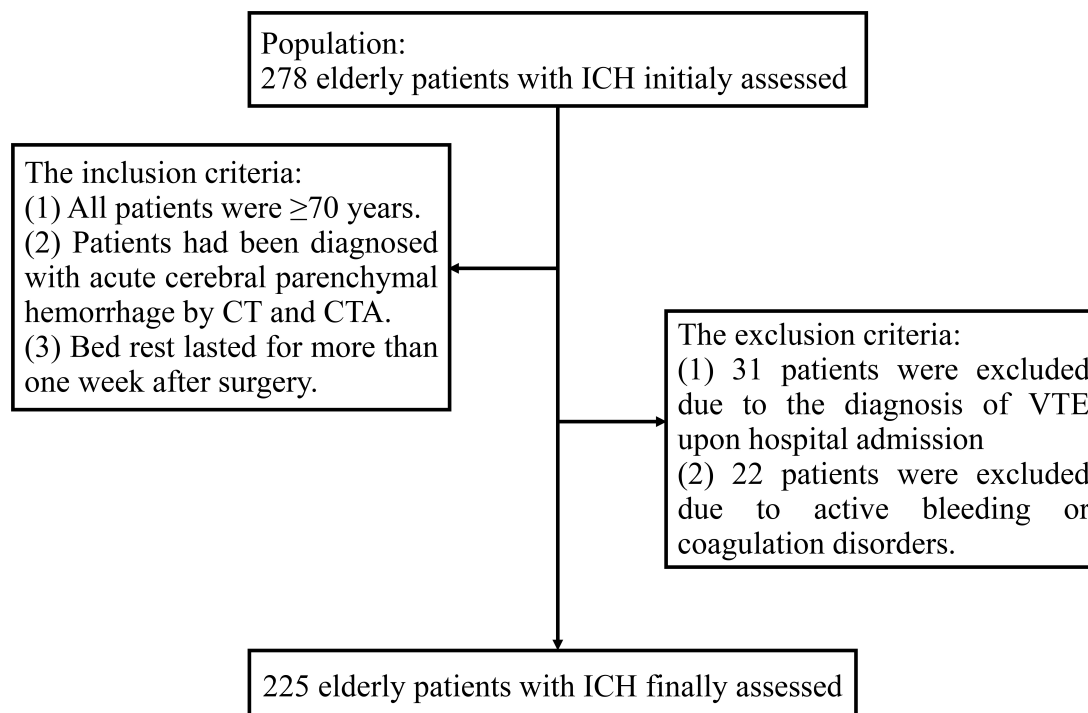 Population:
278 elderly patients with ICH initialy assessed
The inclusion criteria:
(1) All patients were ≥70 years.
(2) Patients had been diagnosed
with acute cerebral parenchymal
hemorrhage by CT and CTA.
(3) Bed rest lasted for more than
one week after surgery.
The exclusion criteria:
(1) 31 patients were excluded
due to the diagnosis of VTE
upon hospital admission
(2) 22 patients were excluded
due to active bleeding or
coagulation disorders.
225 elderly patients with ICH finally assessed